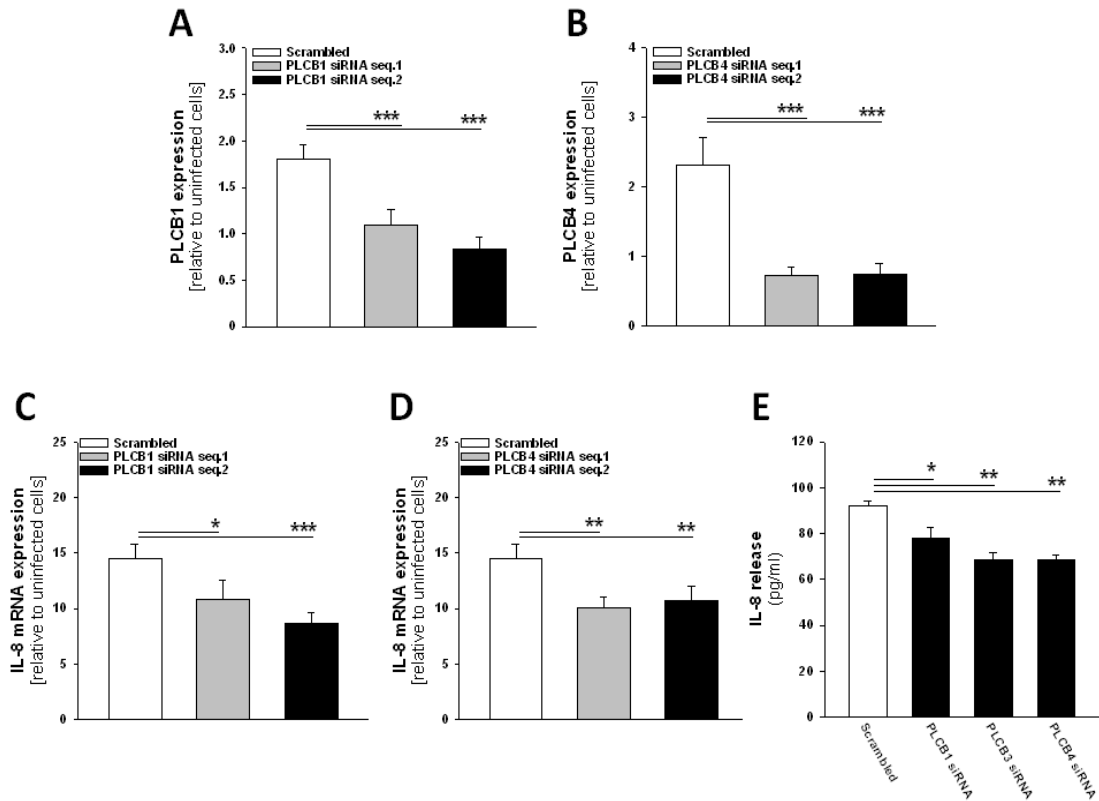 A
3.0
2.5
2.0
1.5
1.0
0.5
0
PLCB1 expression
[relative to uninfected cells]
Scrambled
PLCB1 siRNA seq.1
PLCB1 siRNA seq.2
***
***
B
4
3
2
1
0
PLCB4 expression
[relative to uninfected cells]
Scrambled
PLCB4 siRNA seq.1
PLCB4 siRNA seq.2
***
***
C
25
20
15
10
5
0
IL-8 mRNA expression
[relative to uninfected cells]
Scrambled
PLCB1 siRNA seq.1
PLCB1 siRNA seq.2
*
***
D
25
20
15
10
5
0
IL-8 mRNA expression
[relative to uninfected cells]
Scrambled
PLCB4 siRNA seq.1
PLCB4 siRNA seq.2
**
**
E
120
100
80
60
40
20
0
IL-8 release
(pg/ml)
*
**
**
Scrambled
PLCB1 siRNA
PLCB3 siRNA
PLCB4 siRNA